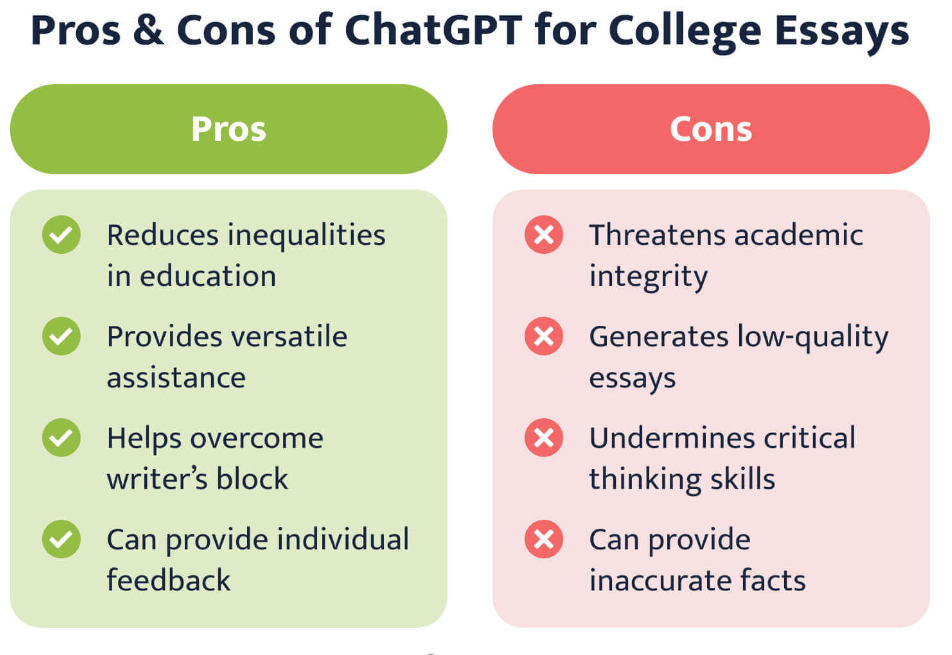 Pros & Cons of ChatGPT for College Essays
Pros
Reduces inequalities
in education
Provides versatile
assistance
Helps overcome
writer’s block
Can provide individual
feedback
Cons
Threatens academic
integrity
Generates low-quality
essays
Undermines critical
thinking skills
Can provide
inaccurate facts